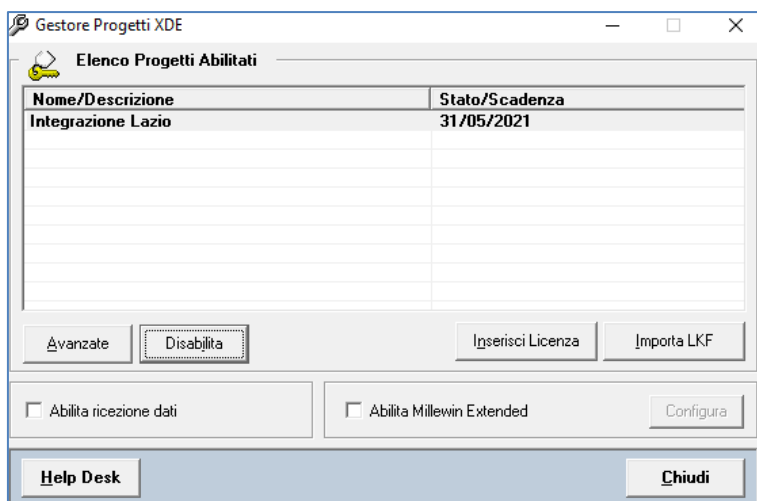 Gestore Progetti XDE
Elenco Progetti Abilitati
Nome/Descrizione Stato/Scadenza
Integrazione Lazio 31/05/2021
Avanzate Disabilita Inserisci Licenza Importa LKF
Abilita ricezione dati Abilita Millewin Extended Configura
Help Desk Chiudi